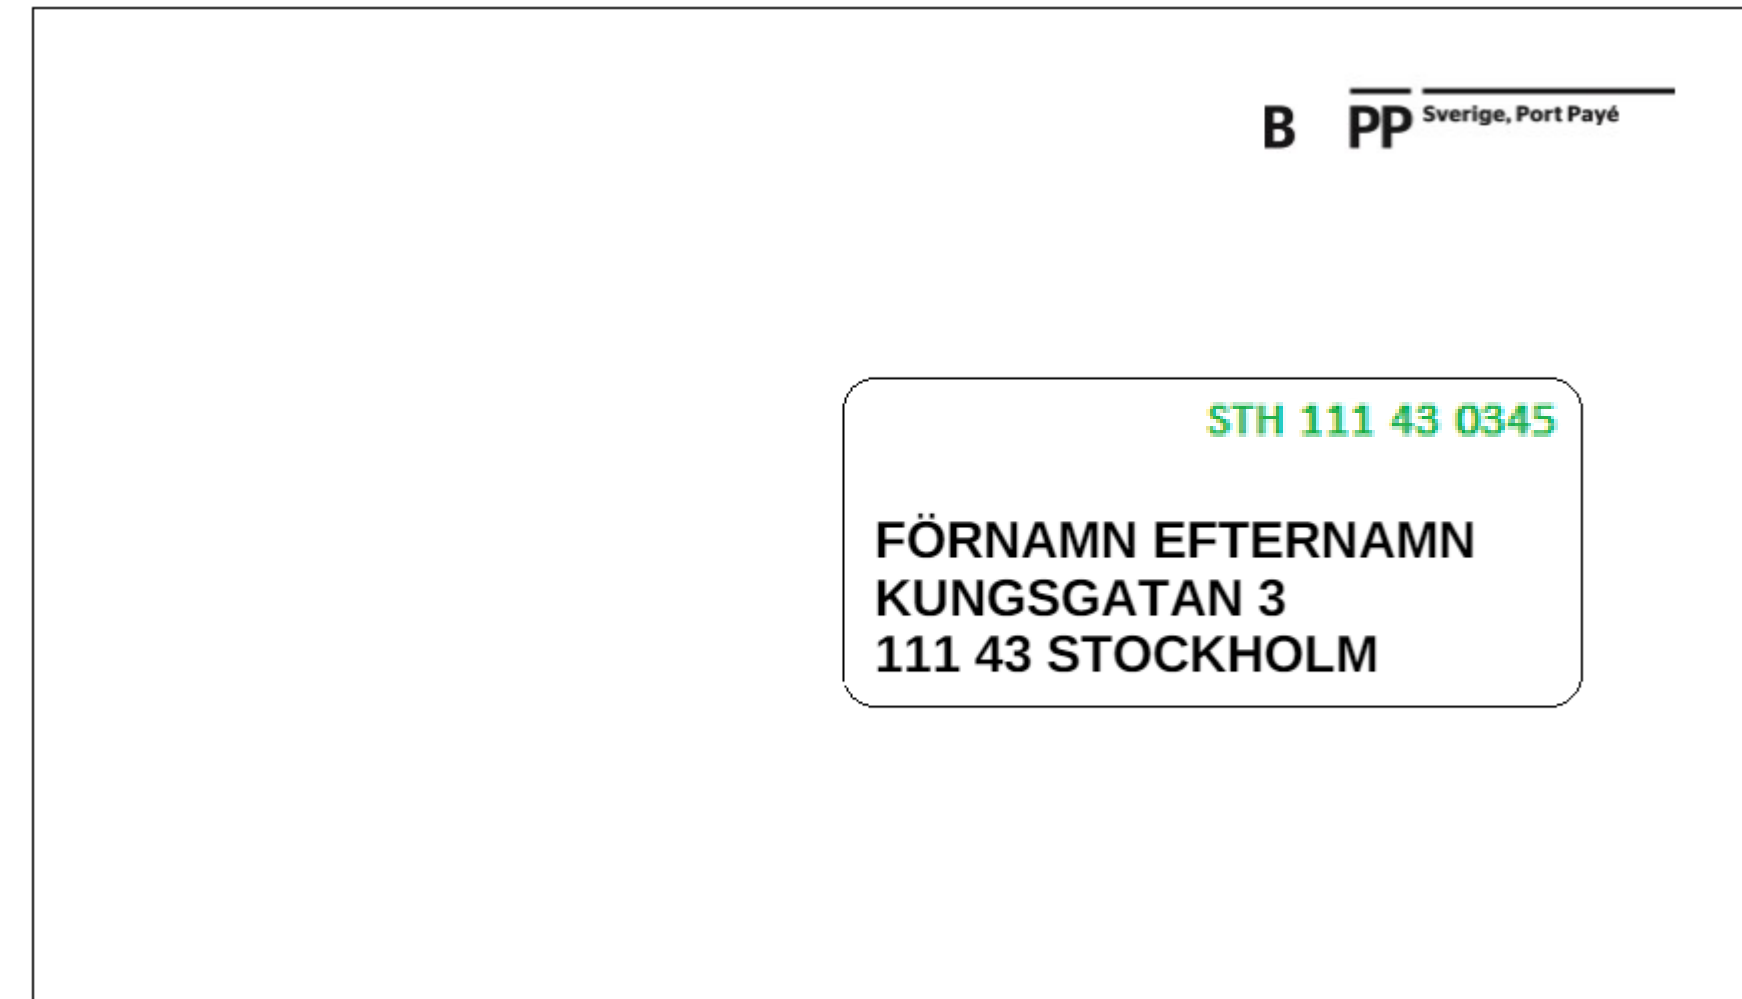 B PP Sverige, Port Payé
STH 111 43 0345
FÖRNAMN EFTERNAMN
KUNGSGATAN 3
111 43 STOCKHOLM